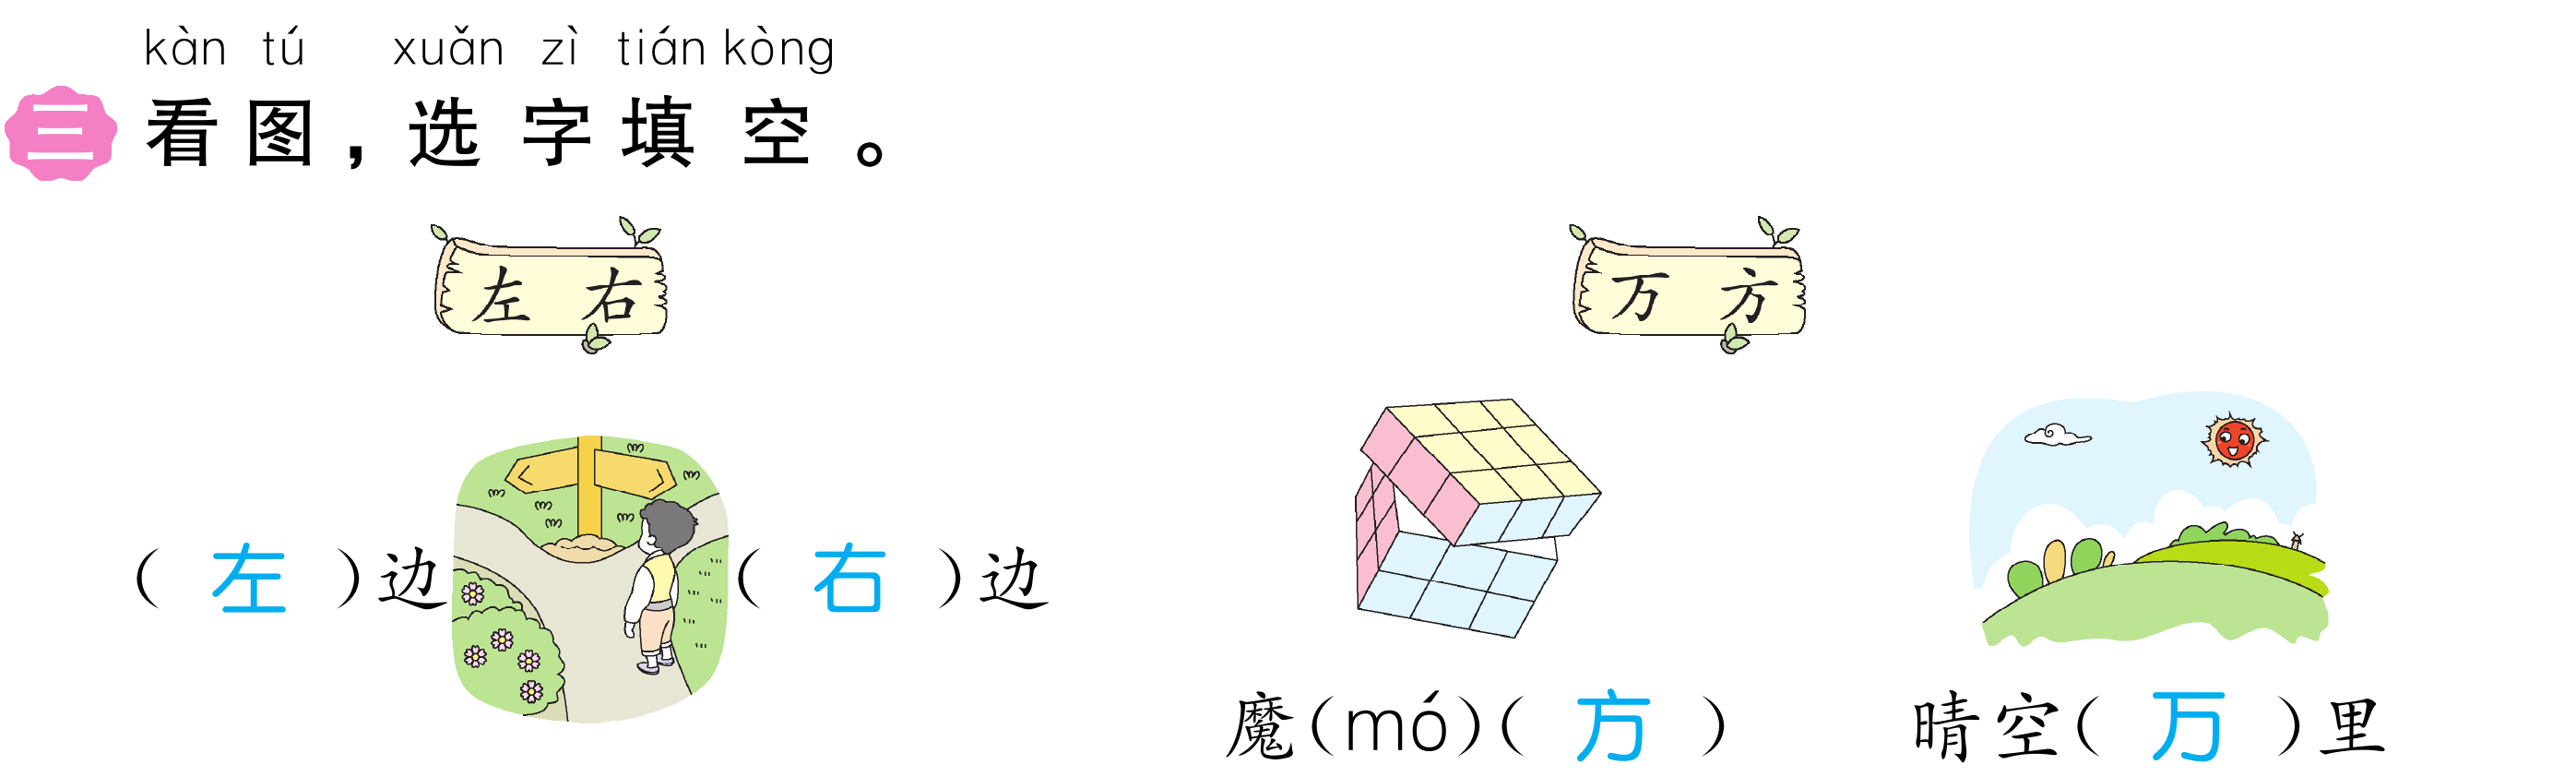 kàn tú xuǎn zì tián kòng
三 看图，选字填空。
左 右
万 方
（ 左 ）边
（ 右 ）边
魔（mó）（ 方 ）
晴空（ 万 ）里